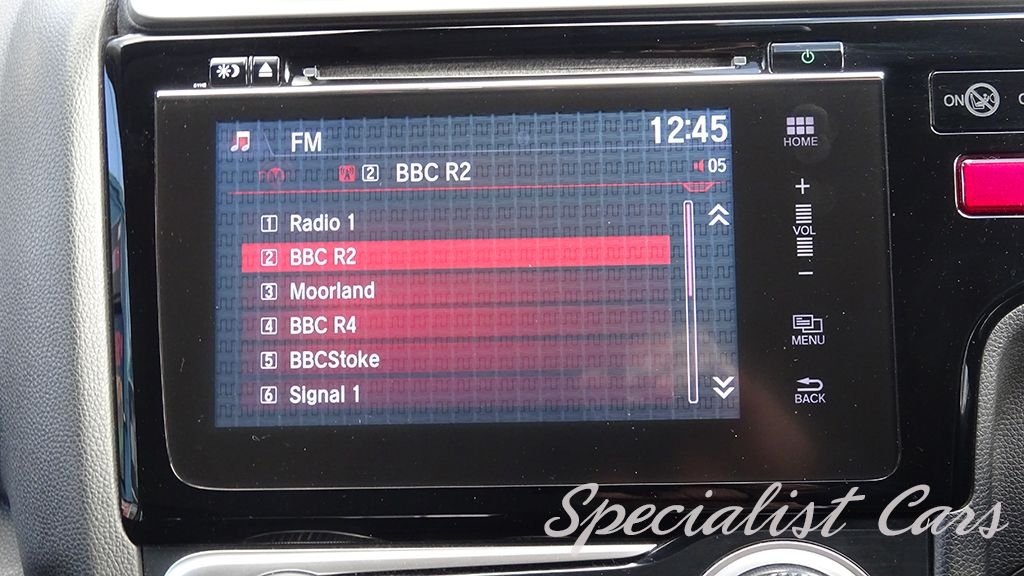 FM 12:45
2 BBC R2 05
1 Radio 1
2 BBC R2
3 Moorland
4 BBC R4
5 BBCStoke
6 Signal 1
HOME
+
VOL
−
MENU
BACK
ON
Specialist Cars